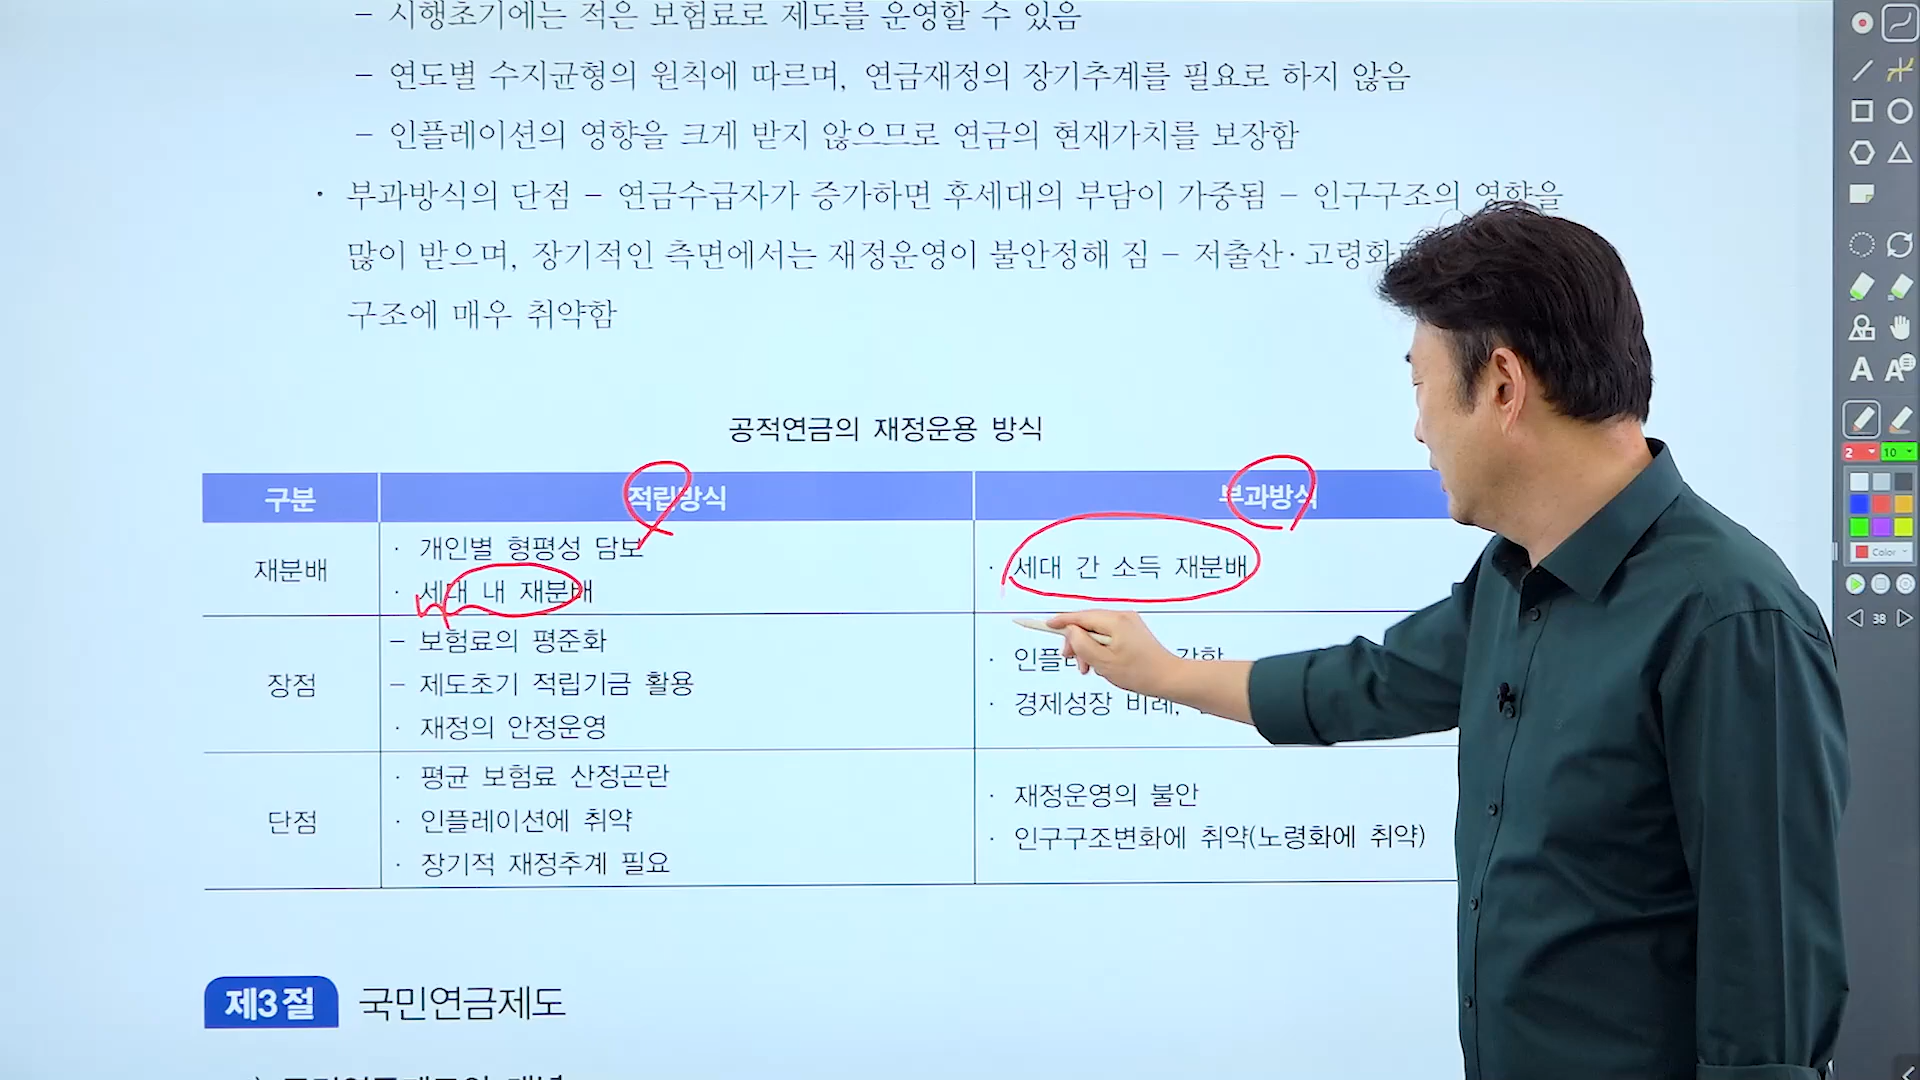 – 시행초기에는 적은 보험료로 제도를 운영할 수 있음
– 연도별 수지균형의 원칙에 따르며, 연금재정의 장기추계를 필요로 하지 않음
– 인플레이션의 영향을 크게 받지 않으므로 연금의 현재가치를 보장함
· 부과방식의 단점 – 연금수급자가 증가하면 후세대의 부담이 가중됨 – 인구구조의 영향을
많이 받으며, 장기적인 측면에서는 재정운영이 불안정해 짐 – 저출산·고령화
구조에 매우 취약함
공적연금의 재정운용 방식
구분 적립방식 부과방식
재분배
· 개인별 형평성 담보
· 세대 내 재분배
· 세대 간 소득 재분배
장점
– 보험료의 평준화
– 제도초기 적립기금 활용
· 재정의 안정운영
· 인플
· 경제성장 비례,
단점
· 평균 보험료 산정곤란
· 인플레이션에 취약
· 장기적 재정추계 필요
· 재정운영의 불안
· 인구구조변화에 취약(노령화에 취약)
제3절 국민연금제도
A A
2 10
Color
38